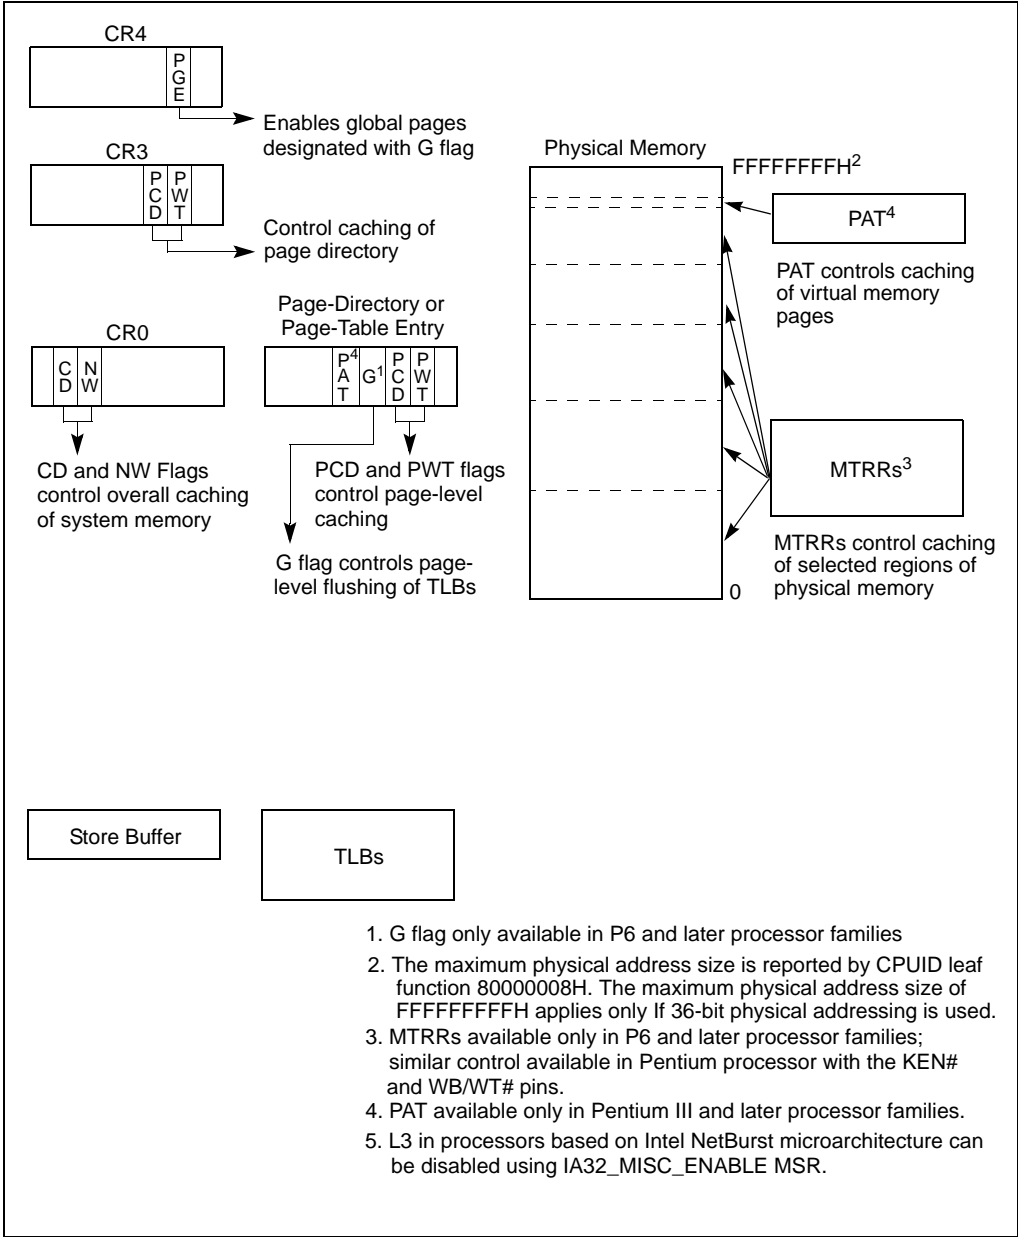 CR4
PGE
Enables global pages
designated with G flag
CR3
PCD PWT
Control caching of
page directory
CR0
CD NW
CD and NW Flags
control overall caching
of system memory
Page-Directory or
Page-Table Entry
PAT4 G1 PCD PWT
PCD and PWT flags
control page-level
caching
G flag controls page-
level flushing of TLBs
Physical Memory
FFFFFFFFH2
0
PAT4
PAT controls caching
of virtual memory
pages
MTRRs3
MTRRs control caching
of selected regions of
physical memory
Store Buffer
TLBs
1. G flag only available in P6 and later processor families
2. The maximum physical address size is reported by CPUID leaf
function 80000008H. The maximum physical address size of
FFFFFFFFFH applies only If 36-bit physical addressing is used.
3. MTRRs available only in P6 and later processor families;
similar control available in Pentium processor with the KEN#
and WB/WT# pins.
4. PAT available only in Pentium III and later processor families.
5. L3 in processors based on Intel NetBurst microarchitecture can
be disabled using IA32_MISC_ENABLE MSR.